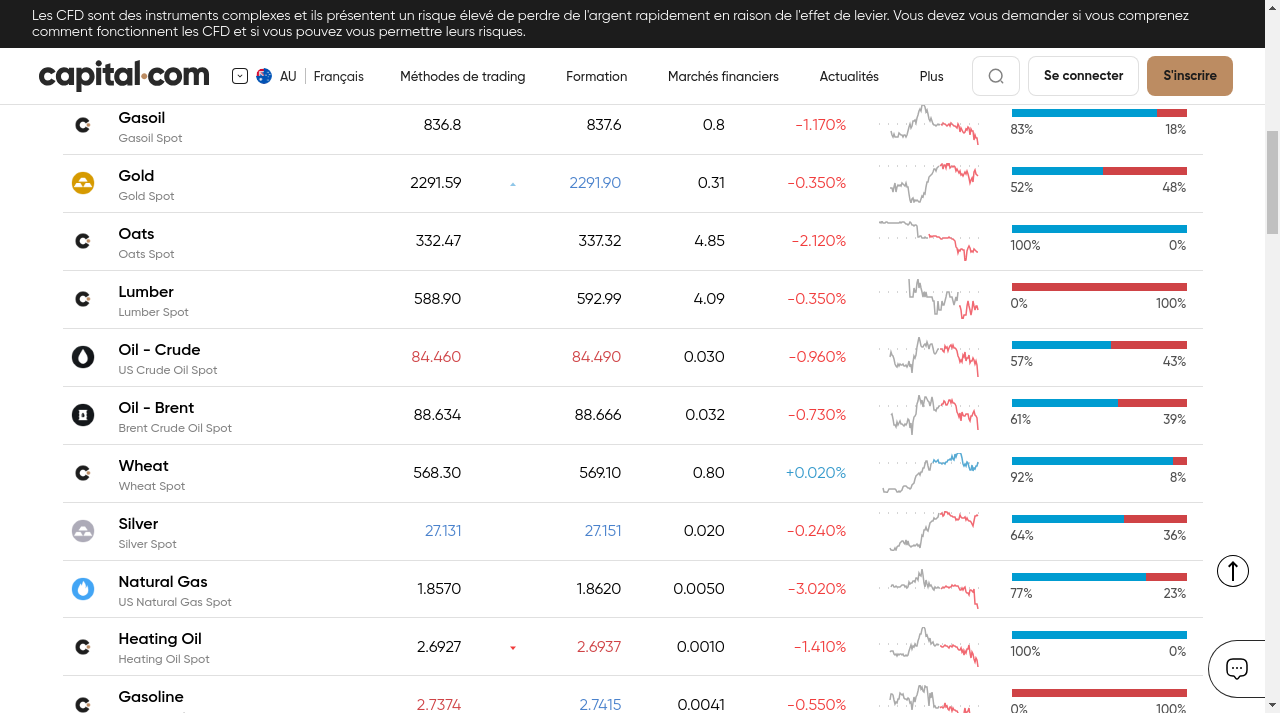 Les CFD sont des instruments complexes et ils présentent un risque élevé de perdre de l'argent rapidement en raison de l'effet de levier. Vous devez vous demander si vous comprenez
comment fonctionnent les CFD et si vous pouvez vous permettre leurs risques.
capital.com AU Français Méthodes de trading Formation Marchés financiers Actualités Plus Se connecter S'inscrire
Gasoil 836.8 837.6 0.8 -1.170%
Gasoil Spot 83% 18%
Gold 2291.59 2291.90 0.31 -0.350%
Gold Spot 52% 48%
Oats 332.47 337.32 4.85 -2.120%
Oats Spot 100% 0%
Lumber 588.90 592.99 4.09 -0.350%
Lumber Spot 0% 100%
Oil - Crude 84.460 84.490 0.030 -0.960%
US Crude Oil Spot 57% 43%
Oil - Brent 88.634 88.666 0.032 -0.730%
Brent Crude Oil Spot 61% 39%
Wheat 568.30 569.10 0.80 +0.020%
Wheat Spot 92% 8%
Silver 27.131 27.151 0.020 -0.240%
Silver Spot 64% 36%
Natural Gas 1.8570 1.8620 0.0050 -3.020%
US Natural Gas Spot 77% 23%
Heating Oil 2.6927 2.6937 0.0010 -1.410%
Heating Oil Spot 100% 0%
Gasoline 2.7374 2.7415 0.0041 -0.550%
0% 100%